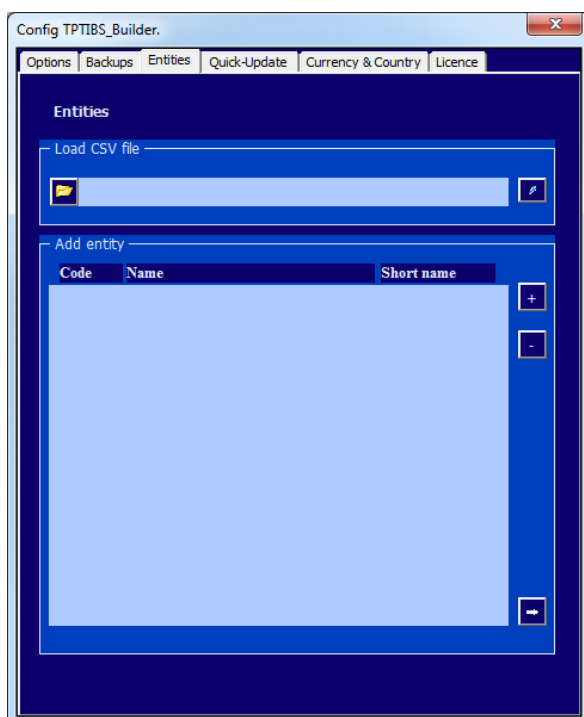 Config TPTIBS_Builder.
Options Backups Entities Quick-Update Currency & Country Licence
Entities
Load CSV file
Add entity
Code Name Short name
+
-